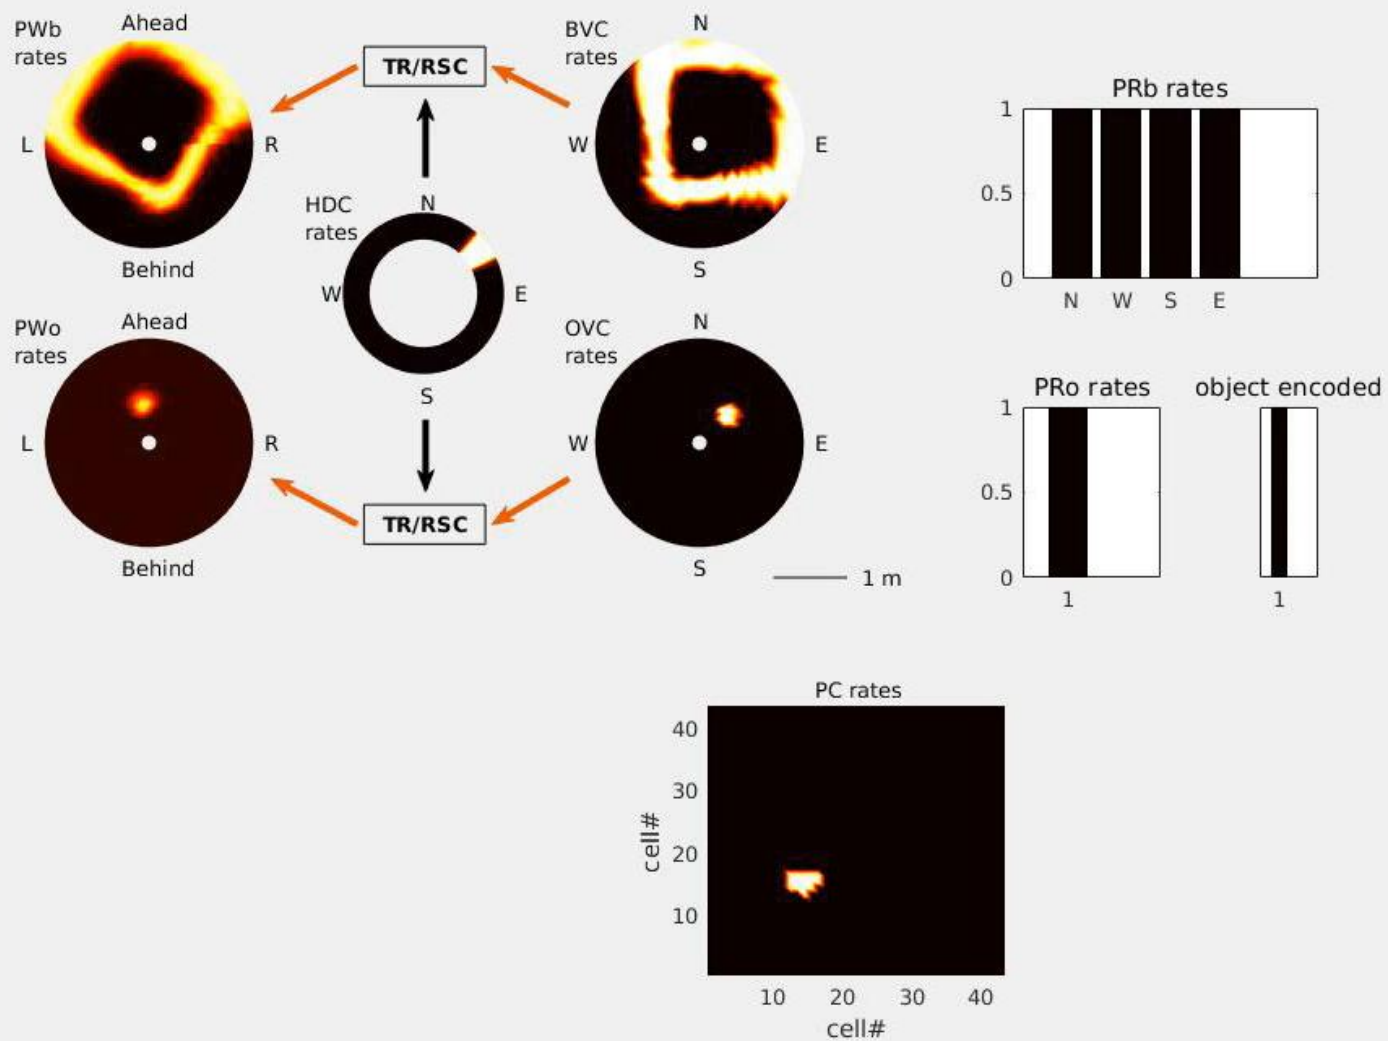 PWb
rates
Ahead
L
R
Behind
TR/RSC
BVC
rates
N
W
E
S
HDC
rates
N
W
E
S
PWo
rates
Ahead
L
R
Behind
TR/RSC
OVC
rates
N
W
E
S
1 m
PRb rates
1
0.5
0
N W S E
PRo rates
1
0.5
0
1
object encoded
1
PC rates
40
30
20
10
cell#
10 20 30 40
cell#